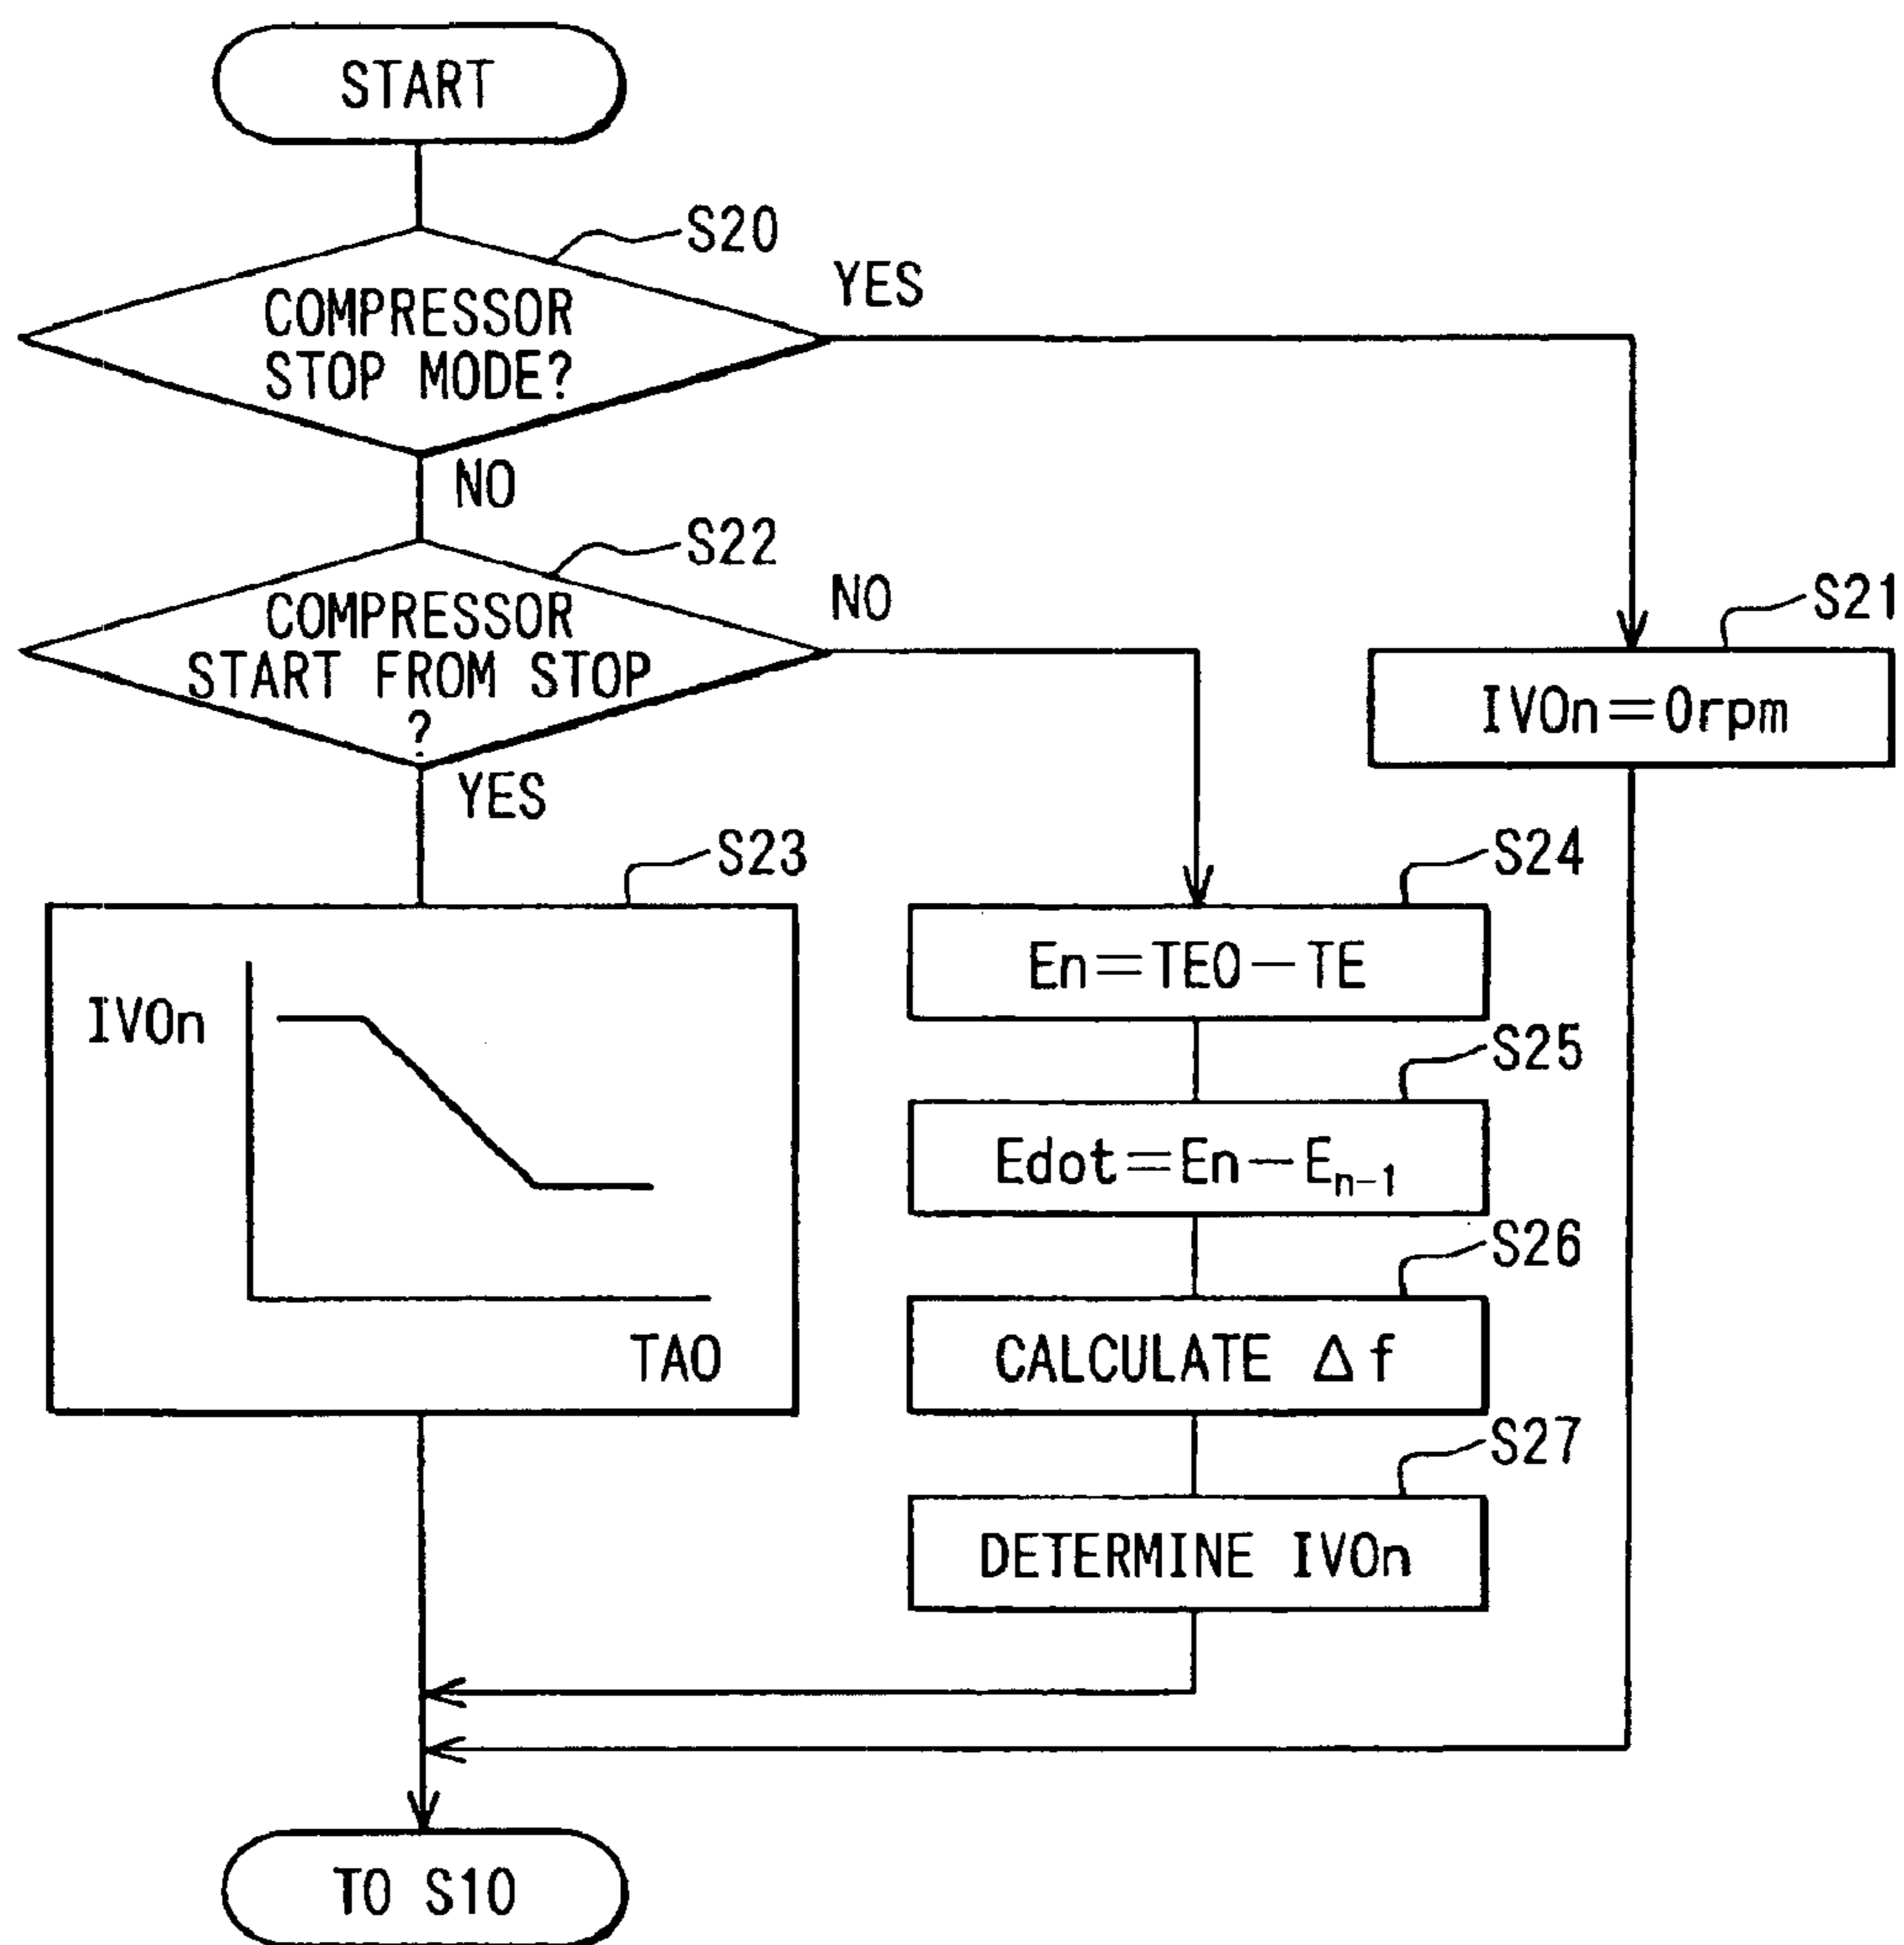 START
S20
YES
COMPRESSOR
STOP MODE?
NO
S22
NO
COMPRESSOR
START FROM STOP
?
YES
S21
IVOn=0rpm
S23
IVOn
TAO
S24
En=TEO-TE
S25
Edot=En-E_{n-1}
S26
CALCULATE Δf
S27
DETERMINE IVOn
TO S10